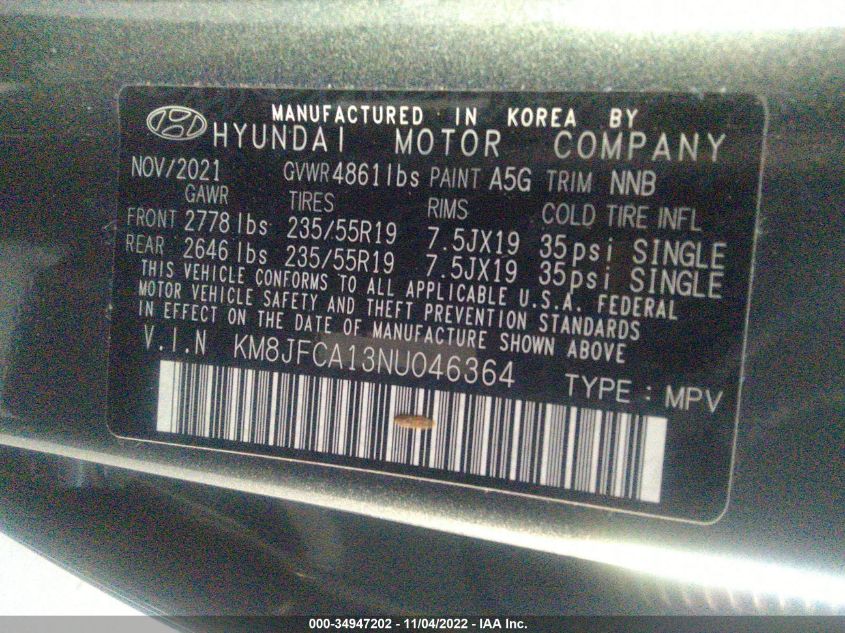 MANUFACTURED IN KOREA BY
HYUNDAI MOTOR COMPANY
NOV/2021 GVWR 4861lbs PAINT A5G TRIM NNB
GAWR TIRES RIMS COLD TIRE INFL
FRONT 2778lbs 235/55R19 7.5JX19 35psi SINGLE
REAR 2646lbs 235/55R19 7.5JX19 35psi SINGLE
THIS VEHICLE CONFORMS TO ALL APPLICABLE U.S.A. FEDERAL
MOTOR VEHICLE SAFETY AND THEFT PREVENTION STANDARDS
IN EFFECT ON THE DATE OF MANUFACTURE SHOWN ABOVE
V.I.N KM8JFCA13NU046364 TYPE : MPV
000-34947202 - 11/04/2022 - IAA Inc.